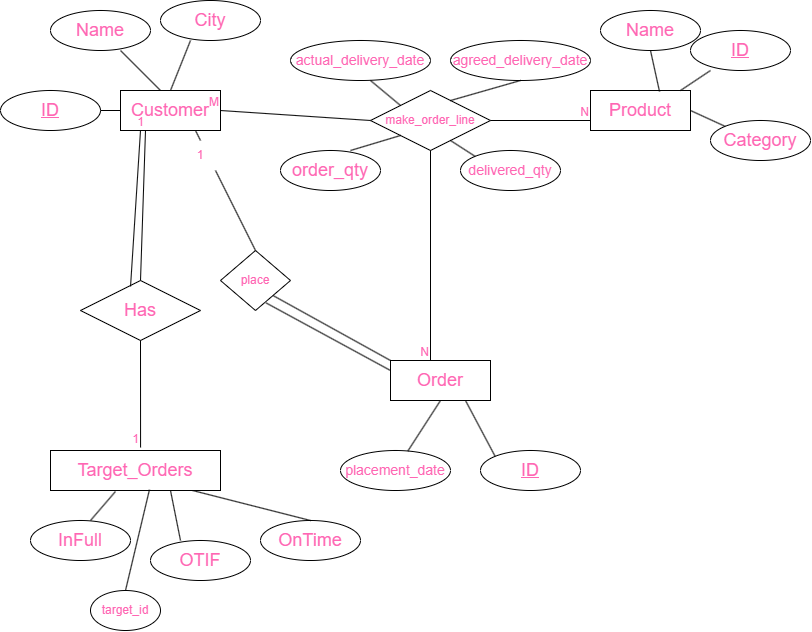 City
Name
Name
ID
actual_delivery_date
agreed_delivery_date
ID
Customer
M
1
make_order_line
N
Product
Category
1
order_qty
delivered_qty
Has
place
N
Order
1
Target_Orders
placement_date
ID
InFull
OTIF
OnTime
target_id